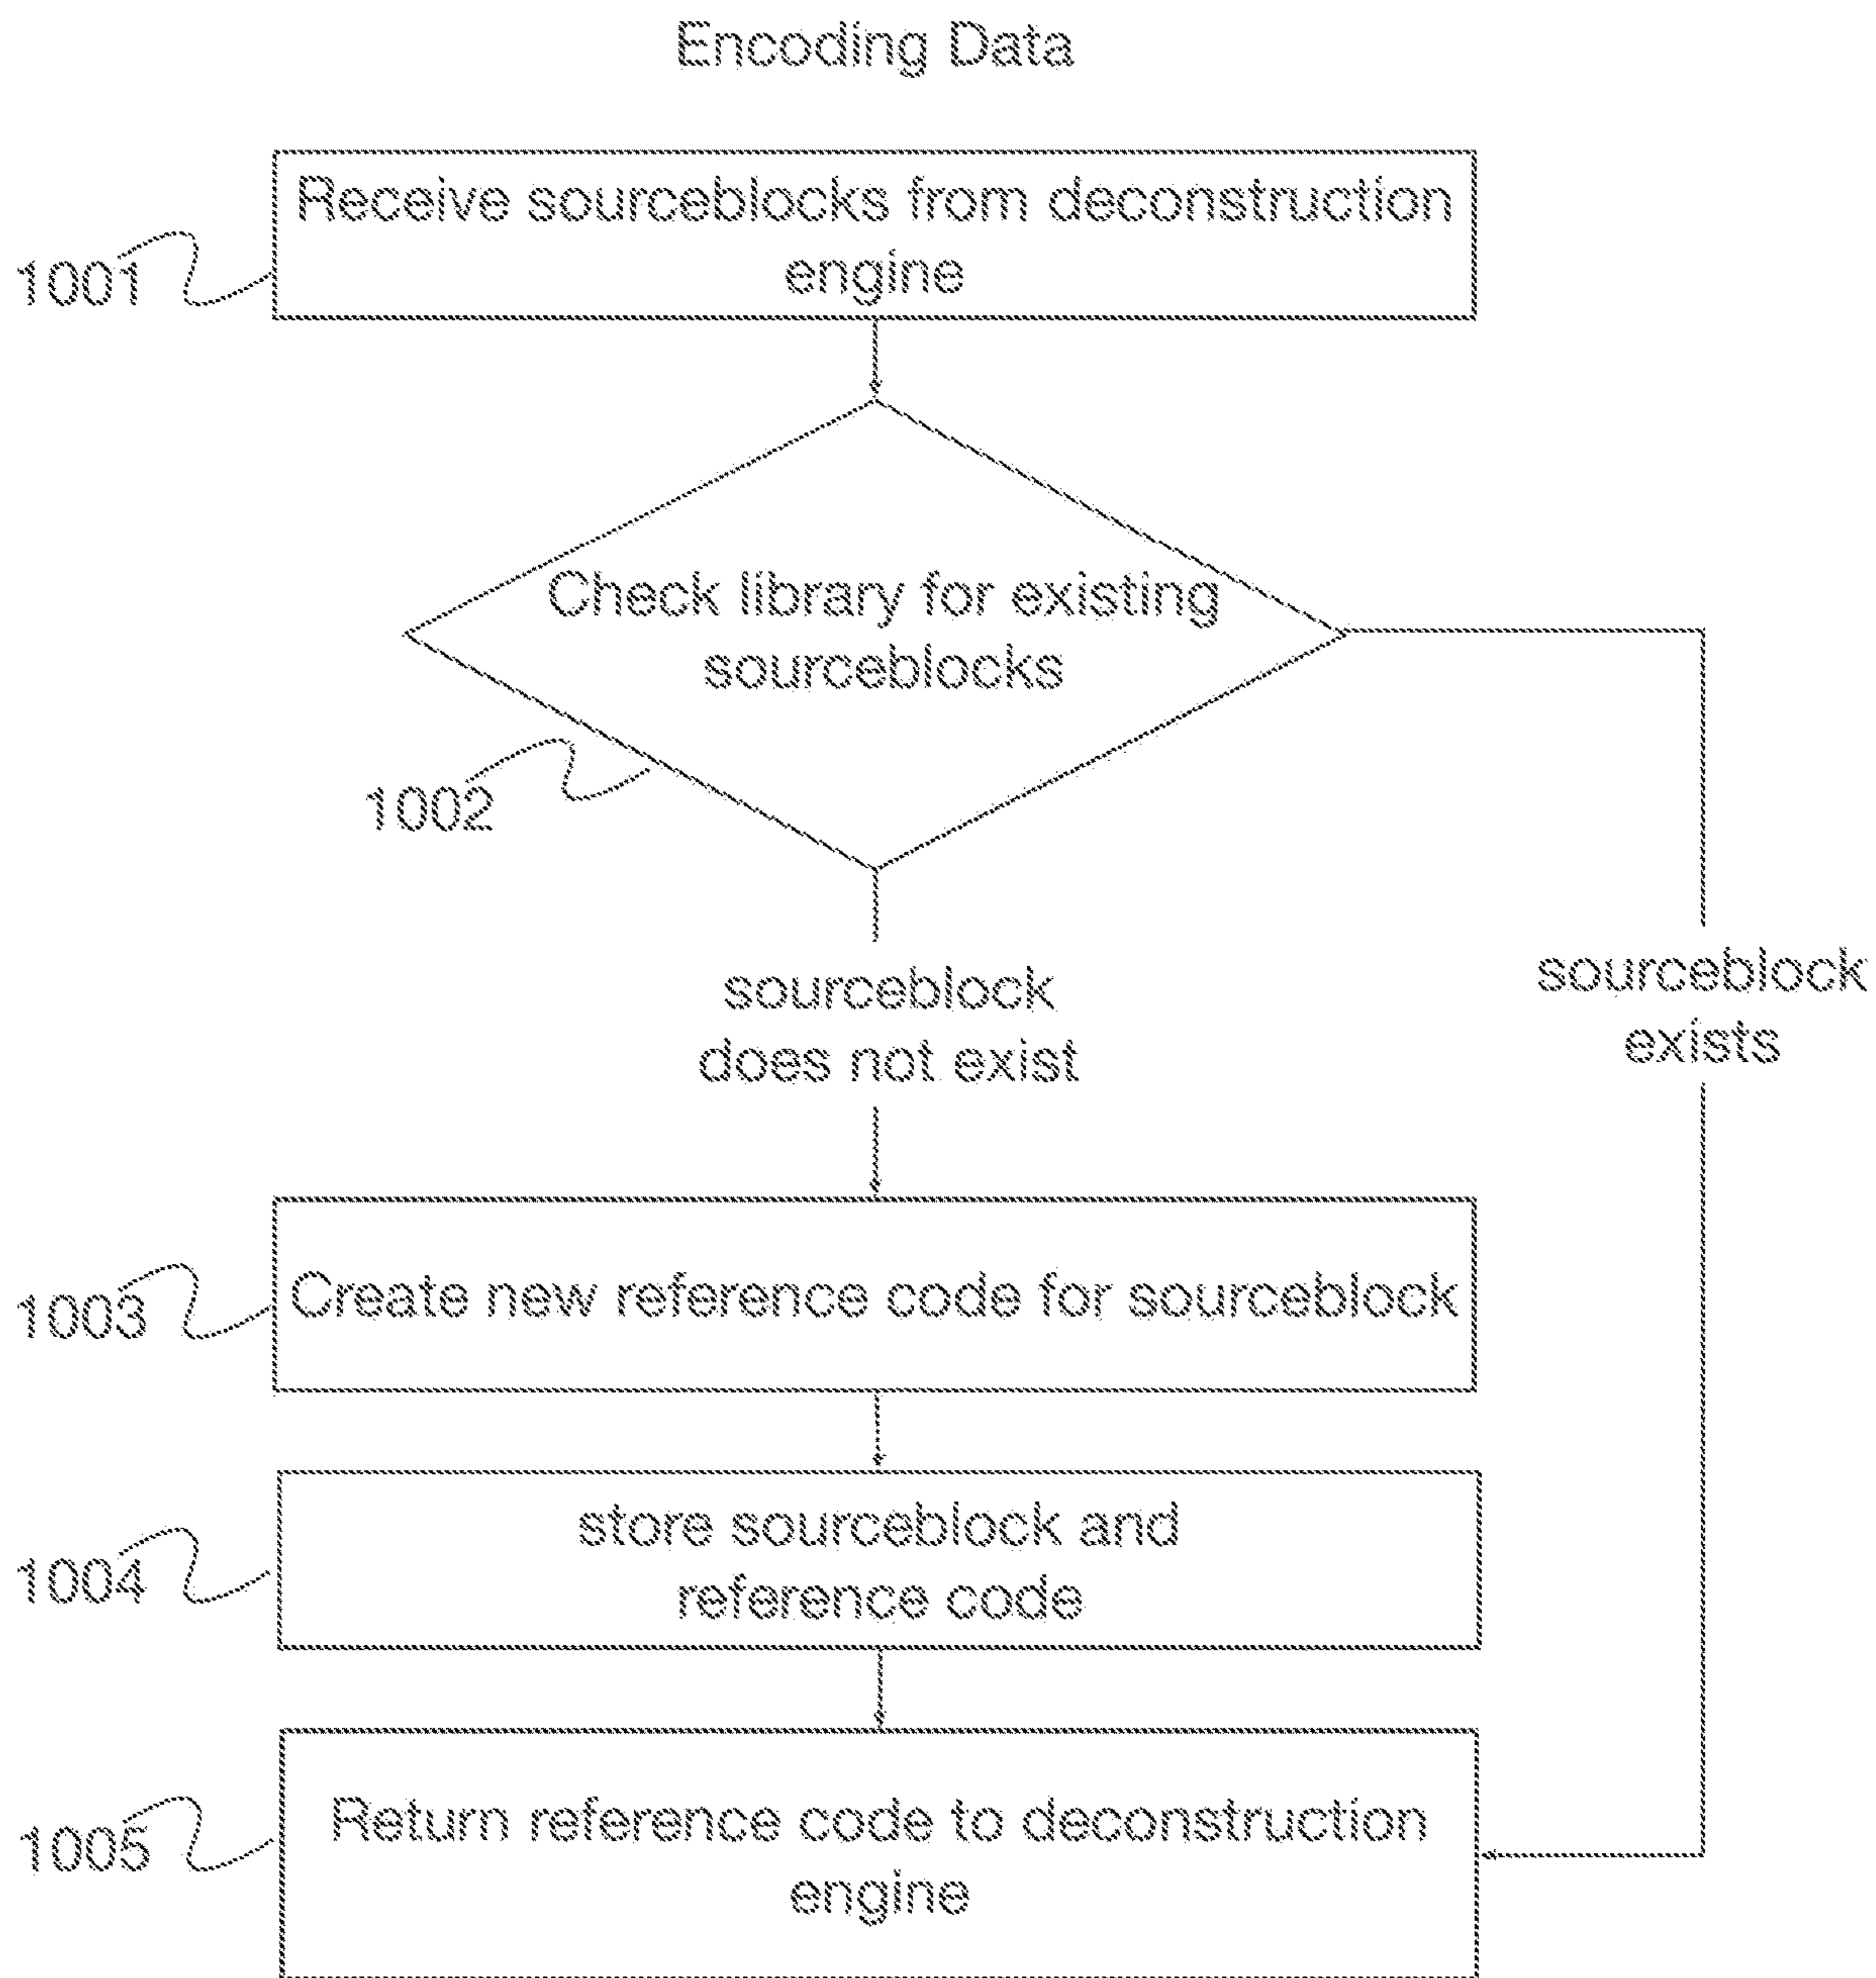 Encoding Data
Receive sourceblocks from deconstruction
engine
1001
Check library for existing
sourceblocks
1002
sourceblock
does not exist
sourceblock
exists
Create new reference code for sourceblock
1003
store sourceblock and
reference code
1004
Return reference code to deconstruction
engine
1005